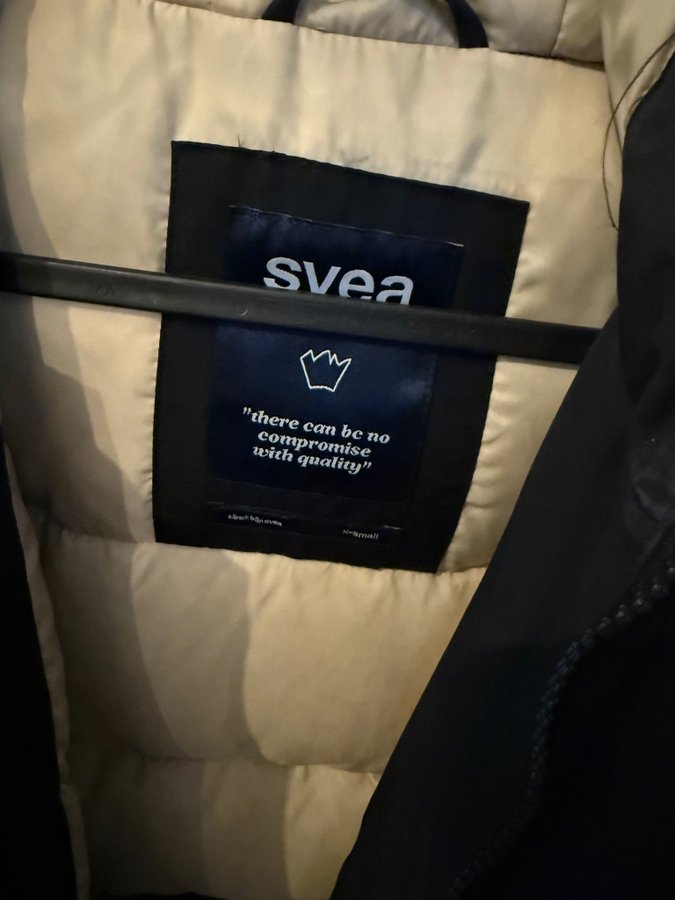 svea
"there can be no
compromise
with quality"
x-small